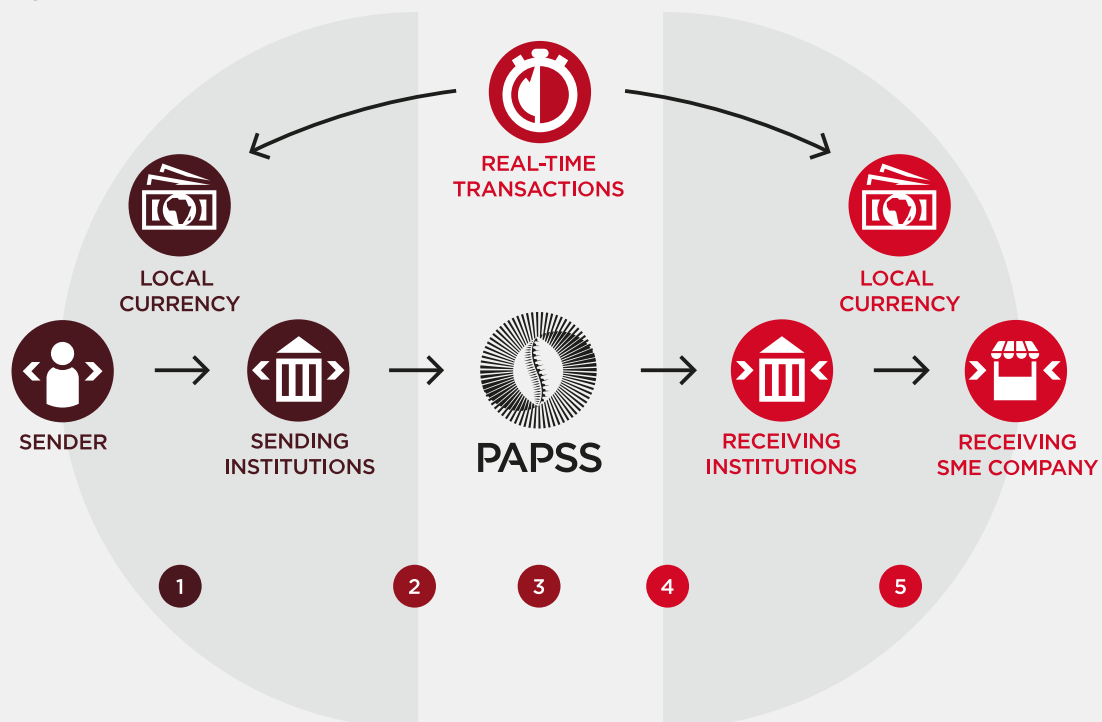 REAL-TIME
TRANSACTIONS
LOCAL
CURRENCY
LOCAL
CURRENCY
SENDER
SENDING
INSTITUTIONS
PAPSS
RECEIVING
INSTITUTIONS
RECEIVING
SME COMPANY
1
2
3
4
5